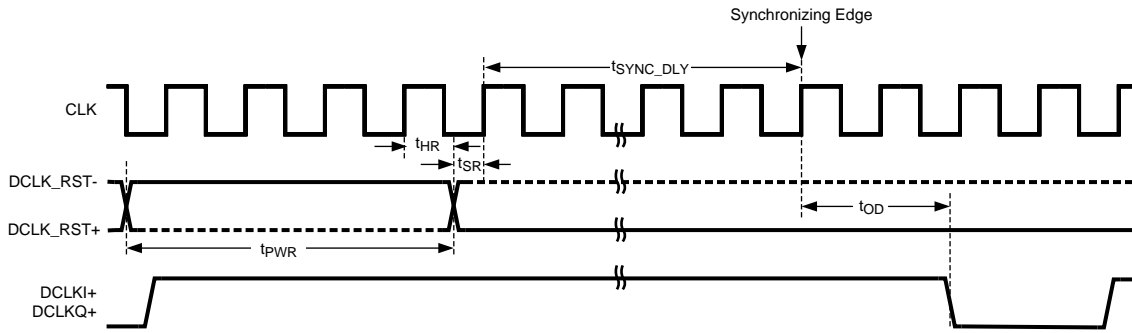 Synchronizing Edge
tSYNC_DLY
CLK
tHR
tSR
DCLK_RST-
tOD
DCLK_RST+
tPWR
DCLKI+
DCLKQ+